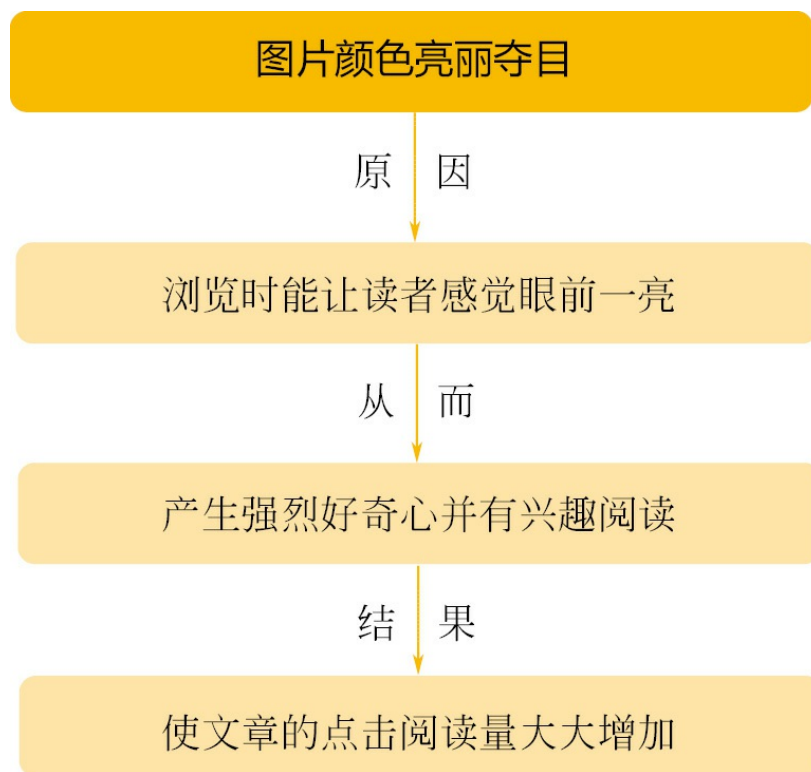 图片颜色亮丽夺目
原因
浏览时能让读者感觉眼前一亮
从而
产生强烈好奇心并有兴趣阅读
结果
使文章的点击阅读量大大增加